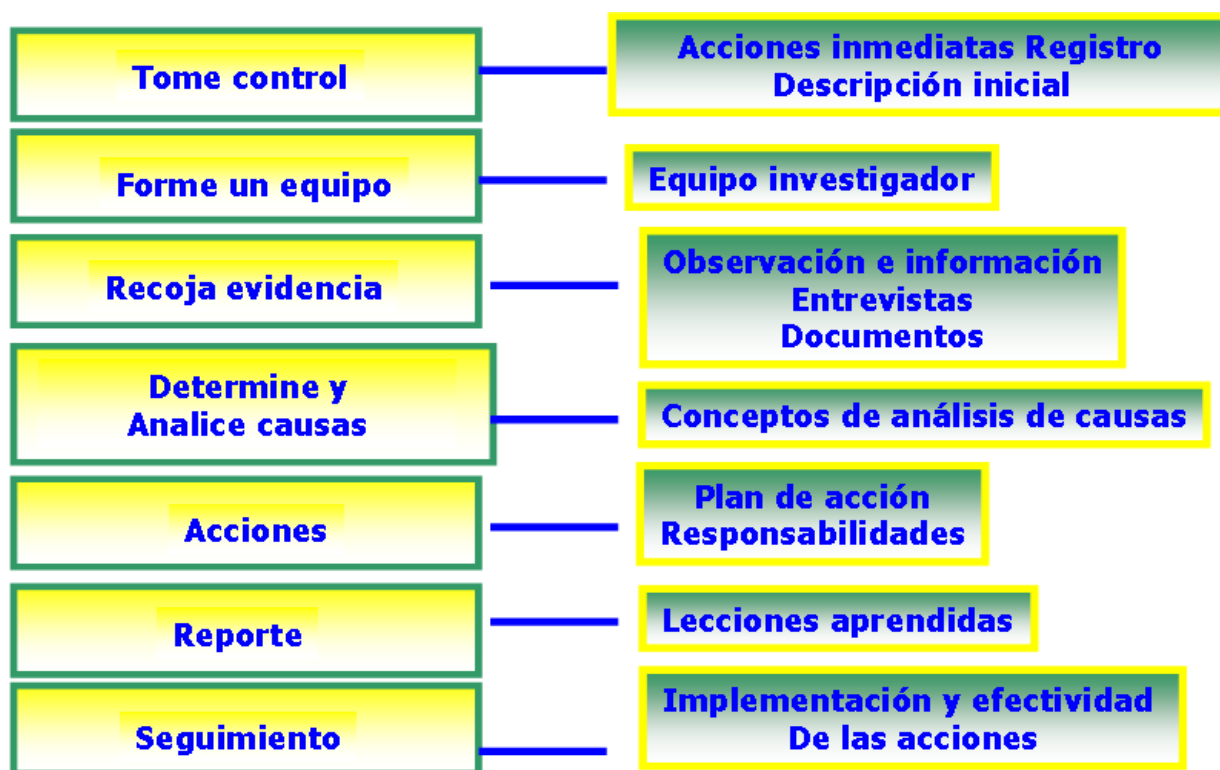 Tome control
Acciones inmediatas Registro
Descripción inicial
Forme un equipo
Equipo investigador
Recoja evidencia
Observación e información
Entrevistas
Documentos
Determine y
Analice causas
Conceptos de análisis de causas
Acciones
Plan de acción
Responsabilidades
Reporte
Lecciones aprendidas
Seguimiento
Implementación y efectividad
De las acciones